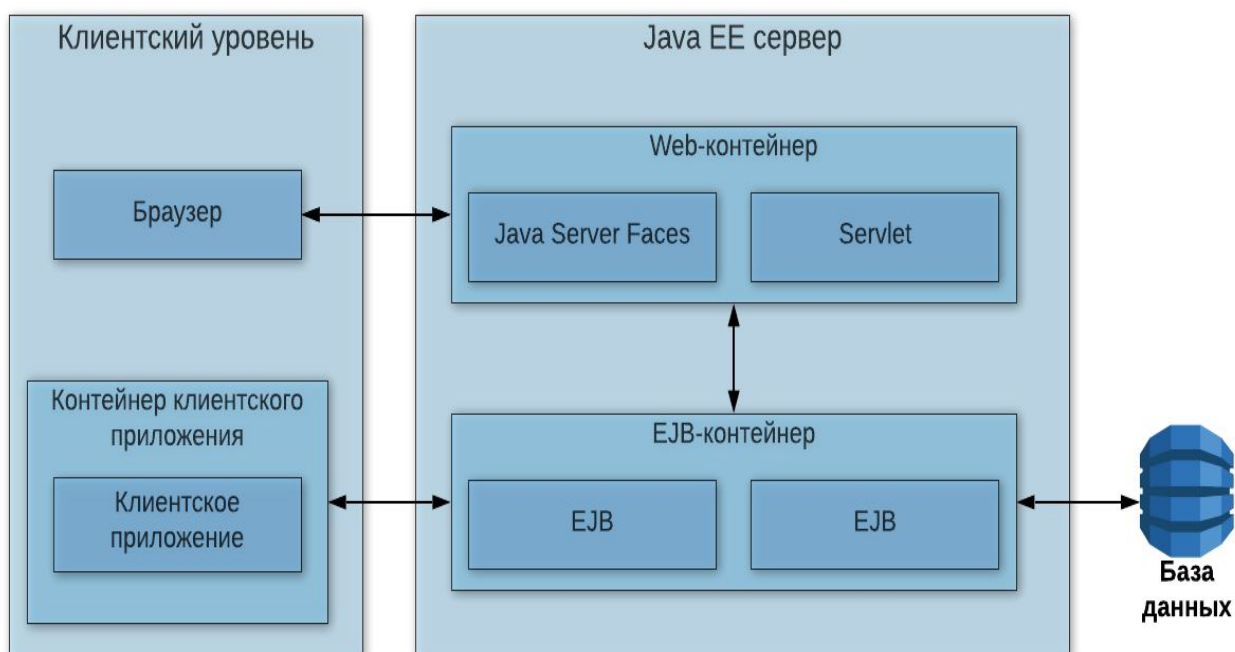 Клиентский уровень
Браузер
Контейнер клиентского
приложения
Клиентское
приложение
Java EE сервер
Web-контейнер
Java Server Faces
Servlet
EJB-контейнер
EJB
EJB
База
данных